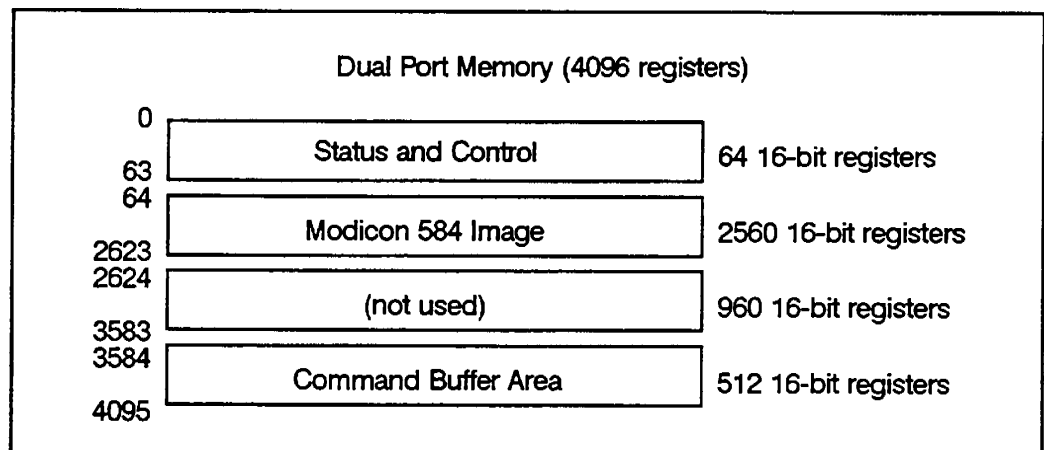 Dual Port Memory (4096 registers)
0
Status and Control
64 16-bit registers
63
64
Modicon 584 Image
2560 16-bit registers
2623
2624
(not used)
960 16-bit registers
3583
3584
Command Buffer Area
512 16-bit registers
4095